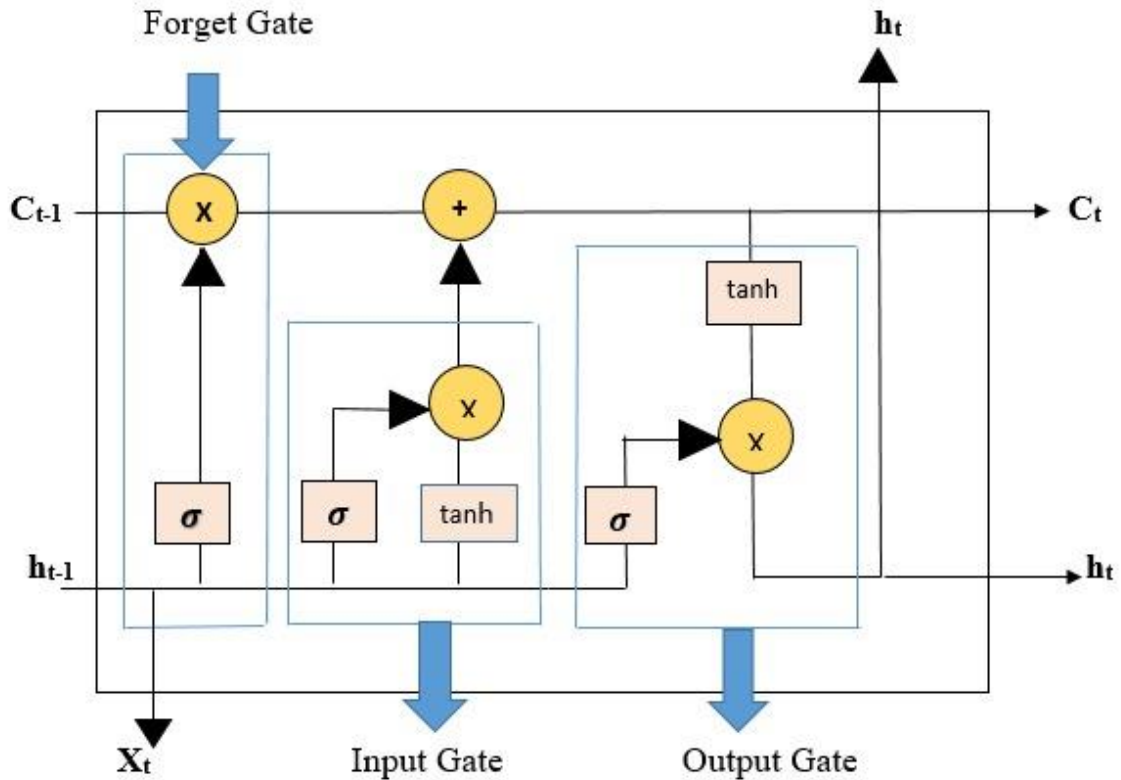 Forget Gate
hₜ
Cₜ₋₁
x
+
Cₜ
tanh
x
x
σ
σ
tanh
σ
hₜ₋₁
hₜ
Xₜ
Input Gate
Output Gate